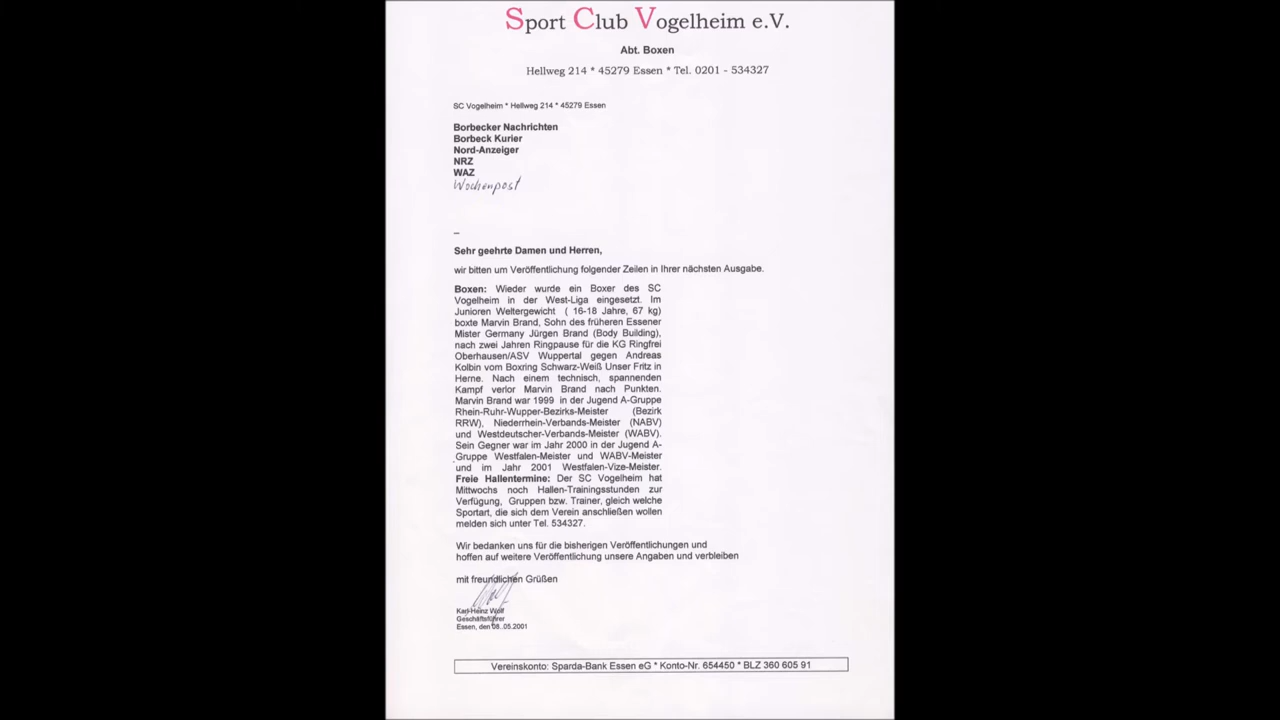 Sport Club Vogelheim e.V.
Abt. Boxen
Hellweg 214 * 45279 Essen * Tel. 0201 - 534327
SC Vogelheim * Hellweg 214 * 45279 Essen
Borbecker Nachrichten
Borbeck Kurier
Nord-Anzeiger
NRZ
WAZ
Wochenpost
–
Sehr geehrte Damen und Herren,
wir bitten um Veröffentlichung folgender Zeilen in Ihrer nächsten Ausgabe.
Boxen: Wieder wurde ein Boxer des SC
Vogelheim in der West-Liga eingesetzt. Im
Junioren Weltergewicht ( 16-18 Jahre, 67 kg)
boxte Marvin Brand, Sohn des früheren Essener
Mister Germany Jürgen Brand (Body Building),
nach zwei Jahren Ringpause für die KG Ringfrei
Oberhausen/ASV Wuppertal gegen Andreas
Kolbin vom Boxring Schwarz-Weiß Unser Fritz in
Herne. Nach einem technisch, spannenden
Kampf verlor Marvin Brand nach Punkten.
Marvin Brand war 1999 in der Jugend A-Gruppe
Rhein-Ruhr-Wupper-Bezirks-Meister (Bezirk
RRW), Niederrhein-Verbands-Meister (NABV)
und Westdeutscher-Verbands-Meister (WABV).
Sein Gegner war im Jahr 2000 in der Jugend A-
Gruppe Westfalen-Meister und WABV-Meister
und im Jahr 2001 Westfalen-Vize-Meister.
Freie Hallentermine: Der SC Vogelheim hat
Mittwochs noch Hallen-Trainingsstunden zur
Verfügung, Gruppen bzw. Trainer, gleich welche
Sportart, die sich dem Verein anschließen wollen
melden sich unter Tel. 534327.
Wir bedanken uns für die bisherigen Veröffentlichungen und
hoffen auf weitere Veröffentlichung unsere Angaben und verbleiben
mit freundlichen Grüßen
Karl-Heinz Wolf
Geschäftsführer
Essen, den 08..05.2001
Vereinskonto: Sparda-Bank Essen eG * Konto-Nr. 654450 * BLZ 360 605 91